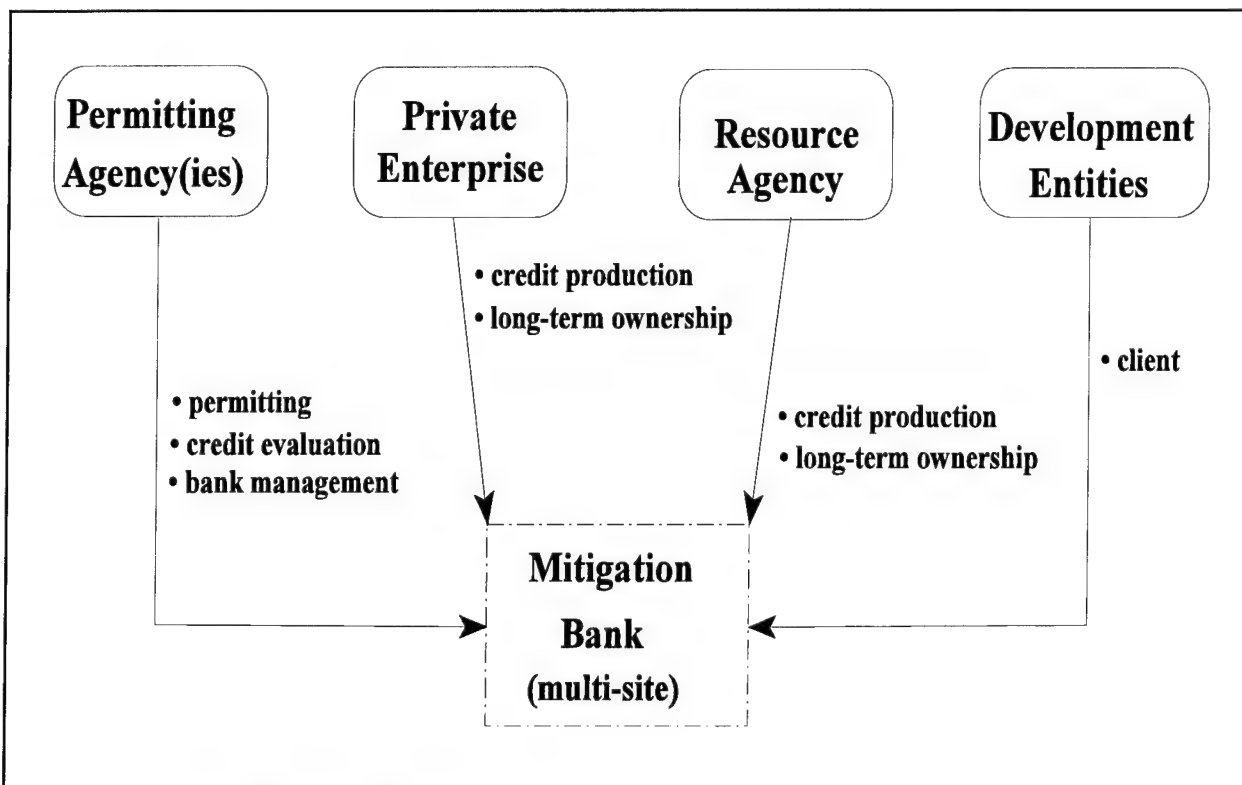 Permitting
Agency(ies)
Private
Enterprise
Resource
Agency
Development
Entities
• credit production
• long-term ownership
• client
• permitting
• credit evaluation
• bank management
• credit production
• long-term ownership
Mitigation
Bank
(multi-site)